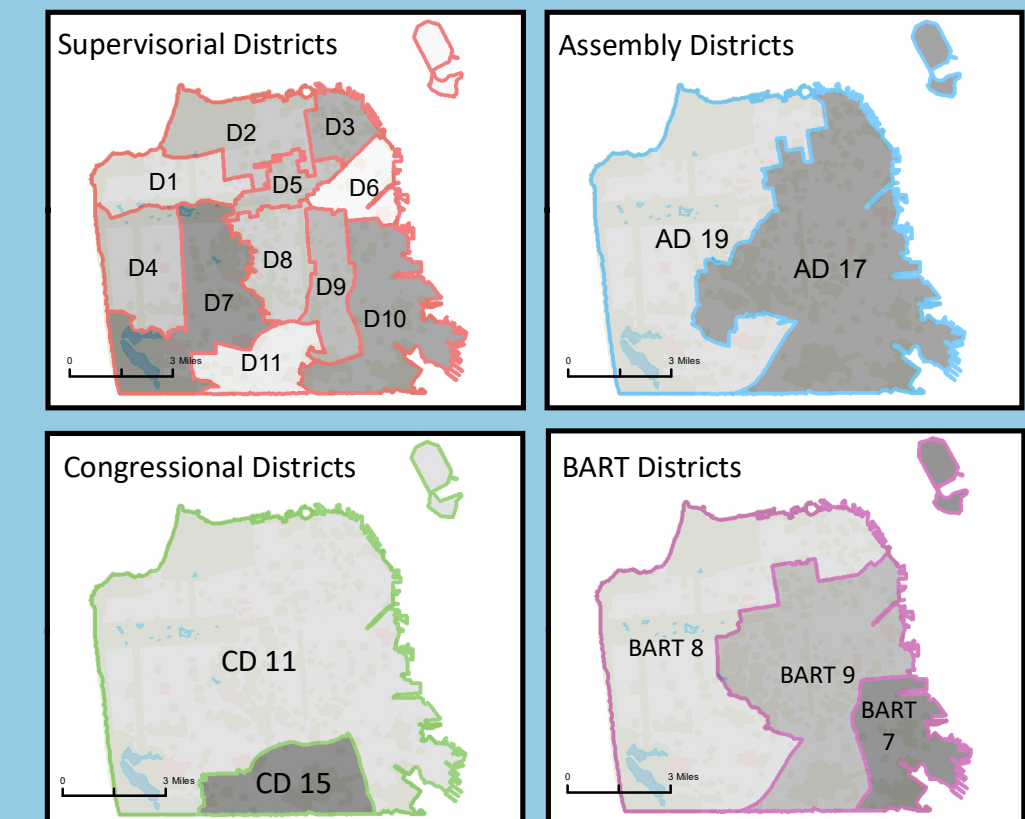 Supervisorial Districts
D2
D3
D1
D5
D6
D4
D8
D7
D9
D10
D11
0
3 Miles
Assembly Districts
AD 19
AD 17
0
3 Miles
Congressional Districts
CD 11
CD 15
0
3 Miles
BART Districts
BART 8
BART 9
BART
7
0
3 Miles